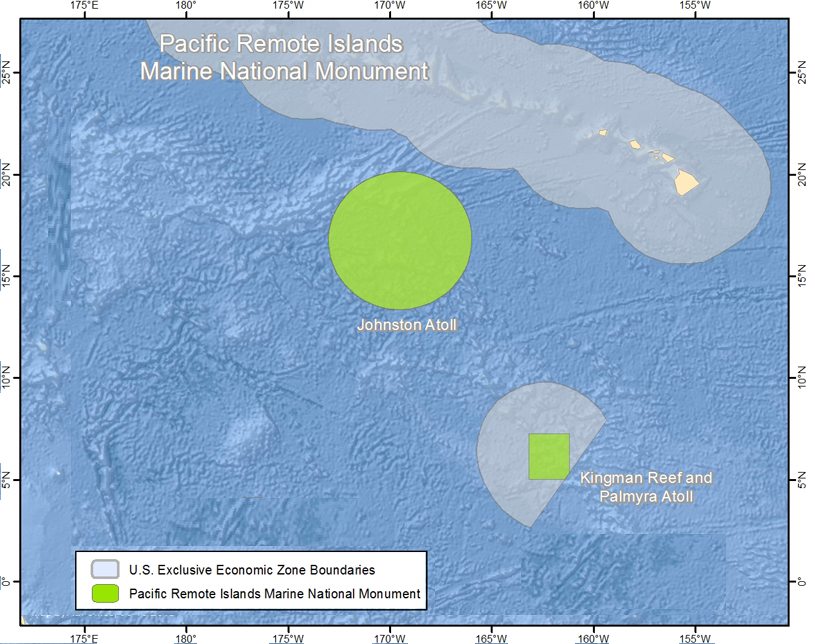 175°E 180° 175°W 170°W 165°W 160°W 155°W
Pacific Remote Islands
Marine National Monument
25°N 25°N
20°N 20°N
15°N 15°N
Johnston Atoll
10°N 10°N
Kingman Reef and
Palmyra Atoll
5°N 5°N
U.S. Exclusive Economic Zone Boundaries
0° 0°
Pacific Remote Islands Marine National Monument
175°E 180° 175°W 170°W 165°W 160°W 155°W